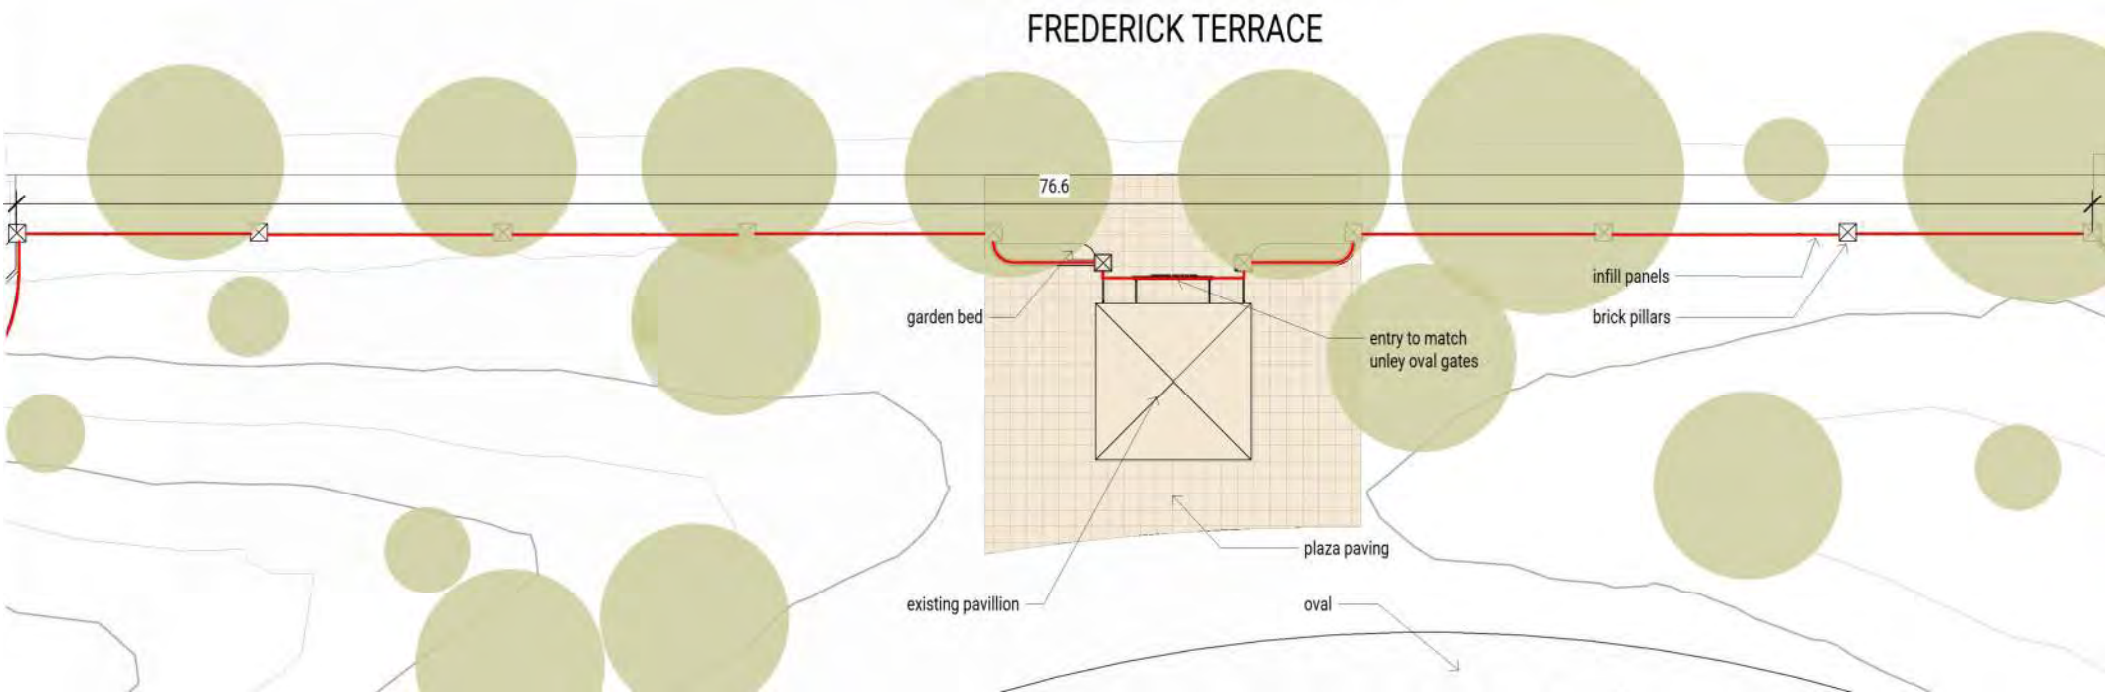 FREDERICK TERRACE
76.6
infill panels
garden bed
brick pillars
entry to match
unley oval gates
plaza paving
existing pavillion
oval